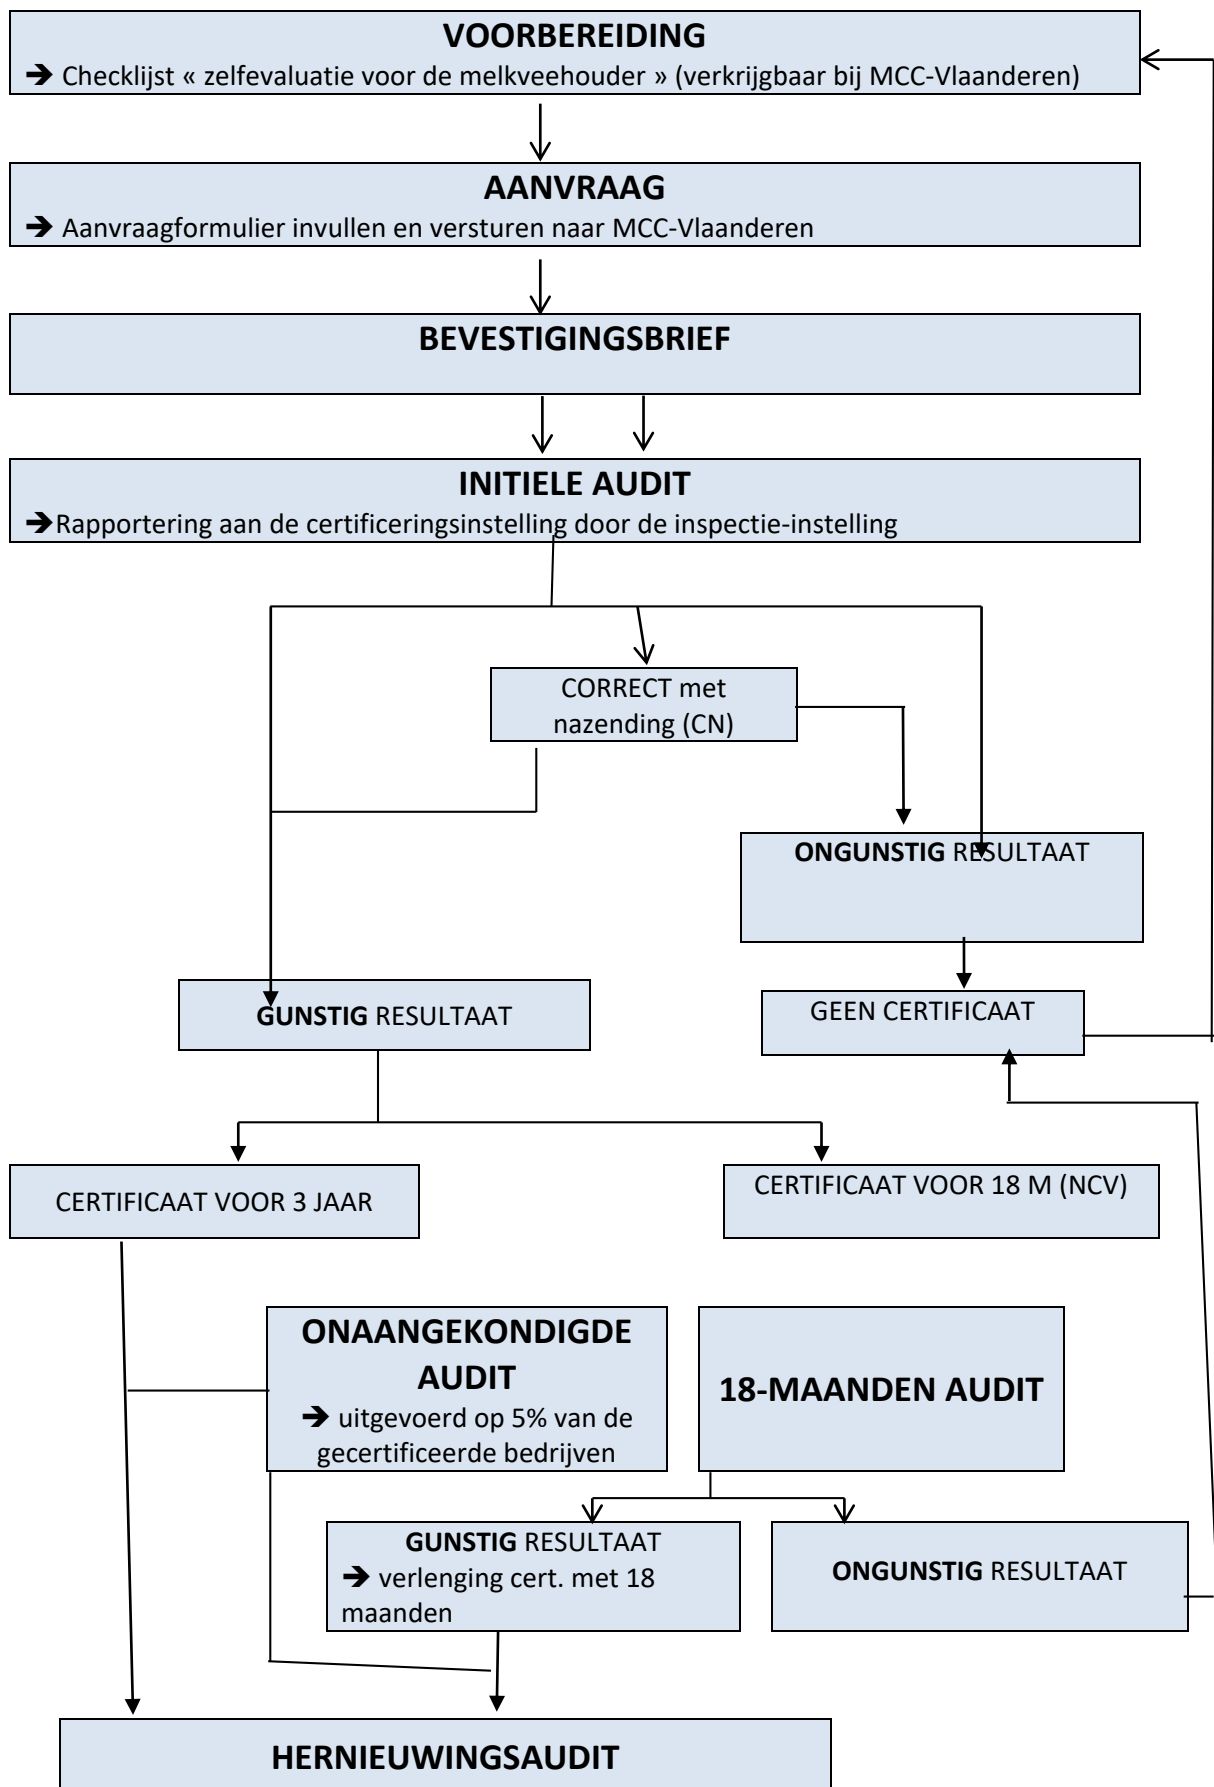 VOORBEREIDING
➔ Checklijst « zelfevaluatie voor de melkveehouder » (verkrijgbaar bij MCC-Vlaanderen)
AANVRAAG
➔ Aanvraagformulier invullen en versturen naar MCC-Vlaanderen
BEVESTIGINGSBRIEF
INITIELE AUDIT
➔Rapportering aan de certificeringsinstelling door de inspectie-instelling
CORRECT met
nazending (CN)
ONGUNSTIG RESULTAAT
GUNSTIG RESULTAAT
GEEN CERTIFICAAT
CERTIFICAAT VOOR 3 JAAR
CERTIFICAAT VOOR 18 M (NCV)
ONAANGEKONDIGDE
AUDIT
➔ uitgevoerd op 5% van de
gecertificeerde bedrijven
18-MAANDEN AUDIT
GUNSTIG RESULTAAT
➔ verlenging cert. met 18
maanden
ONGUNSTIG RESULTAAT
HERNIEUWINGSAUDIT